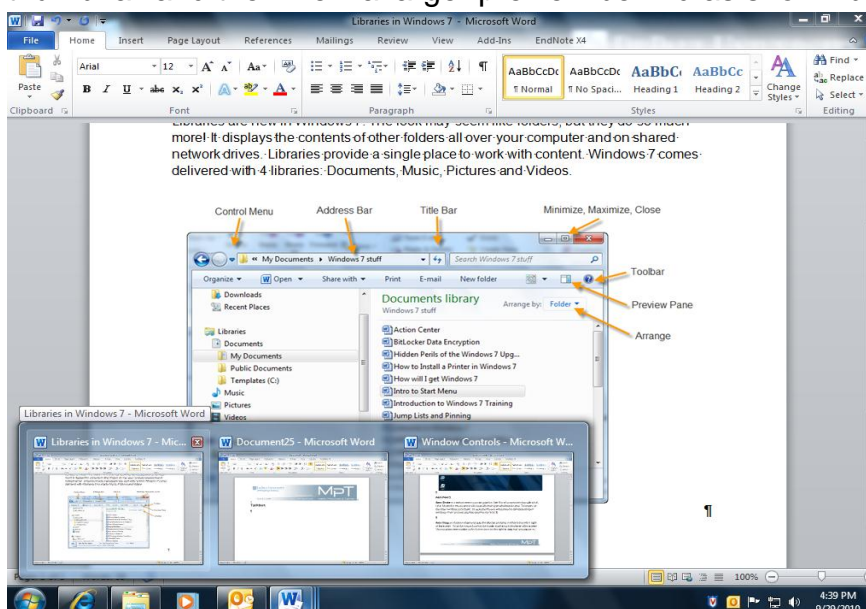 Libraries in Windows 7 - Microsoft Word
File Home Insert Page Layout References Mailings Review View Add-Ins EndNote X4
Paste
Arial 12
Clipboard Font Paragraph Styles Editing
AaBbCcDc AaBbCcDc AaBbC AaBbCc
¶ Normal ¶ No Spaci... Heading 1 Heading 2
Change Styles
Find
Replace
Select
more! It displays the contents of other folders all over your computer and on shared
network drives. Libraries provide a single place to work with content. Windows 7 comes
delivered with 4 libraries: Documents, Music, Pictures and Videos.
Control Menu Address Bar Title Bar Minimize, Maximize, Close
« My Documents Windows 7 stuff Search Windows 7 stuff
Organize Open Share with Print E-mail New folder
Toolbar
Preview Pane
Arrange
Downloads
Recent Places
Libraries
Documents
My Documents
Public Documents
Templates (C:)
Music
Pictures
Videos
Documents library
Windows 7 stuff
Arrange by: Folder
Action Center
BitLocker Data Encryption
Hidden Perils of the Windows 7 Upg...
How to Install a Printer in Windows 7
How will I get Windows 7
Intro to Start Menu
Introduction to Windows 7 Training
Jump Lists and Pinning
Libraries in Windows 7 - Microsoft Word
Libraries in Windows 7 - Mic... Document25 - Microsoft Word Window Controls - Microsoft W...
MPT
¶
100%
4:39 PM
9/29/2010